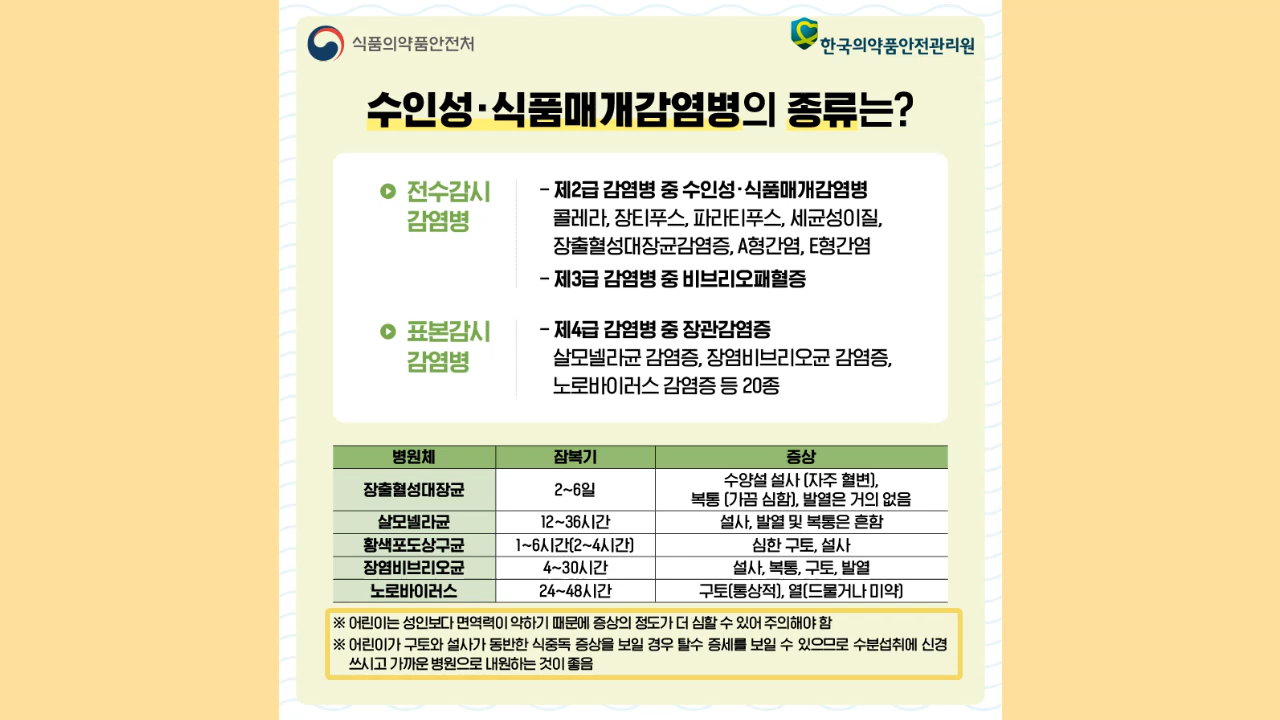 식품의약품안전처
한국의약품안전관리원
수인성·식품매개감염병의 종류는?
전수감시
감염병
- 제2급 감염병 중 수인성·식품매개감염병
콜레라, 장티푸스, 파라티푸스, 세균성이질,
장출혈성대장균감염증, A형간염, E형간염
- 제3급 감염병 중 비브리오패혈증
표본감시
감염병
- 제4급 감염병 중 장관감염증
살모넬라균 감염증, 장염비브리오균 감염증,
노로바이러스 감염증 등 20종
병원체 잠복기 증상
장출혈성대장균 2~6일 수양설 설사 (자주 혈변),
복통 (가끔 심함), 발열은 거의 없음
살모넬라균 12~36시간 설사, 발열 및 복통은 흔함
황색포도상구균 1~6시간(2~4시간) 심한 구토, 설사
장염비브리오균 4~30시간 설사, 복통, 구토, 발열
노로바이러스 24~48시간 구토(통상적), 열(드물거나 미약)
※ 어린이는 성인보다 면역력이 약하기 때문에 증상의 정도가 더 심할 수 있어 주의해야 함
※ 어린이가 구토와 설사가 동반한 식중독 증상을 보일 경우 탈수 증세를 보일 수 있으므로 수분섭취에 신경
쓰시고 가까운 병원으로 내원하는 것이 좋음